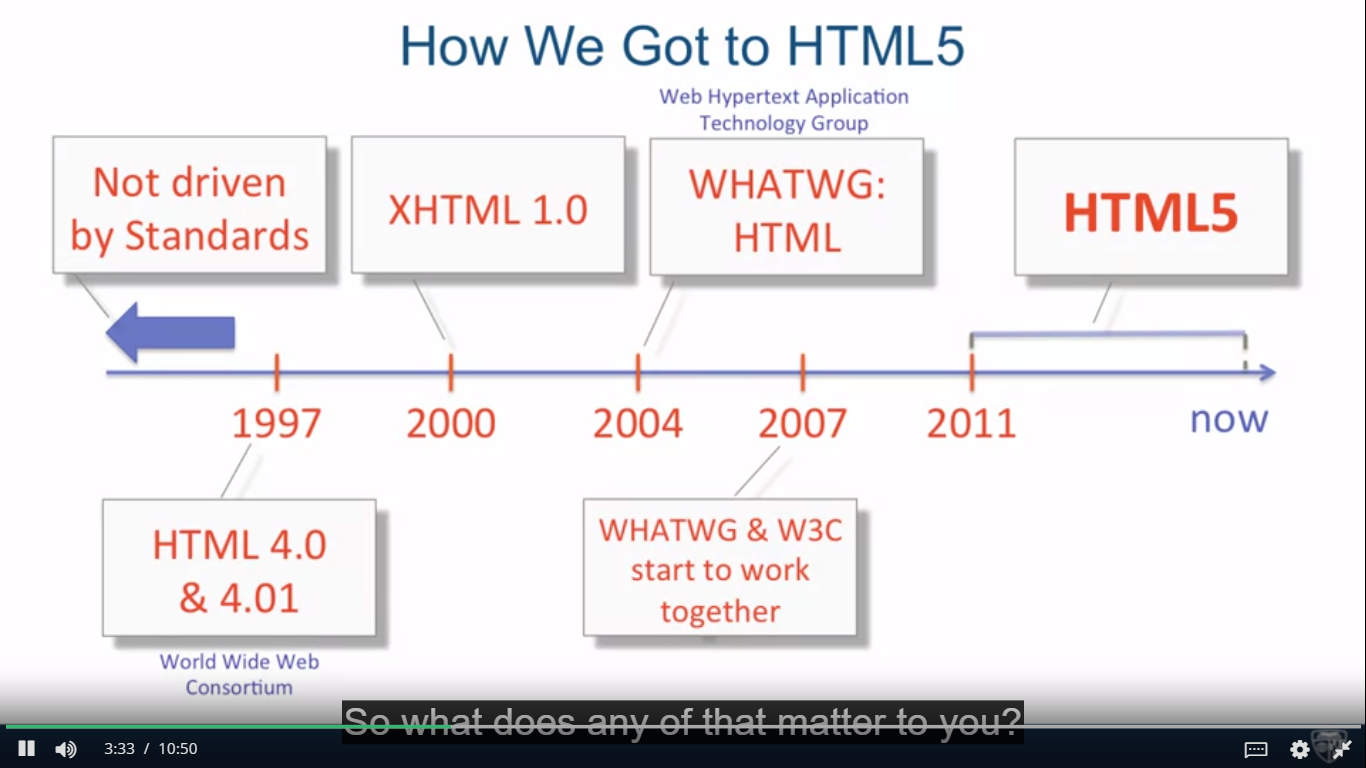 How We Got to HTML5
Web Hypertext Application
Technology Group
Not driven
by Standards
XHTML 1.0
WHATWG:
HTML
HTML5
1997
2000
2004
2007
2011
now
HTML 4.0
& 4.01
World Wide Web
Consortium
WHATWG & W3C
start to work
together
So what does any of that matter to you?
3:33 / 10:50